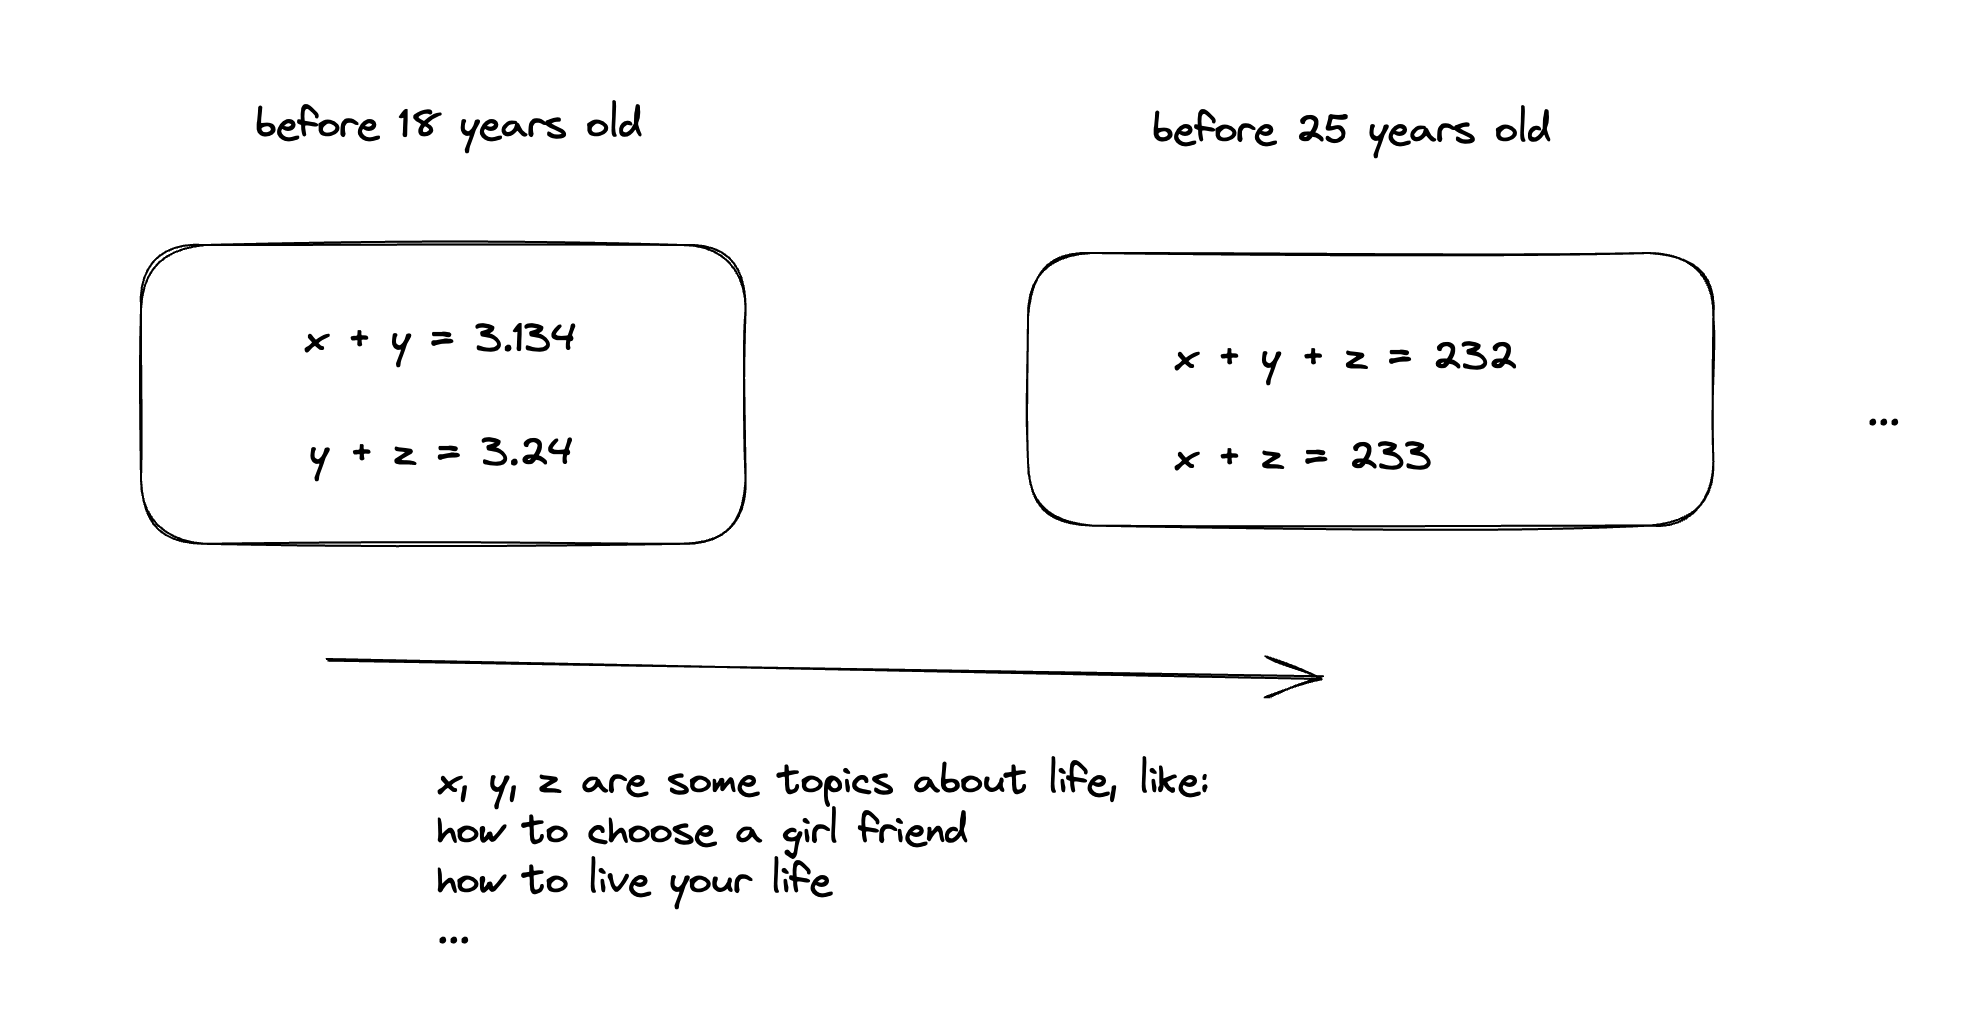 before 18 years old
before 25 years old
x + y = 3.134
y + z = 3.24
x + y + z = 232
x + z = 233
...
x, y, z are some topics about life, like:
how to choose a girl friend
how to live your life
...